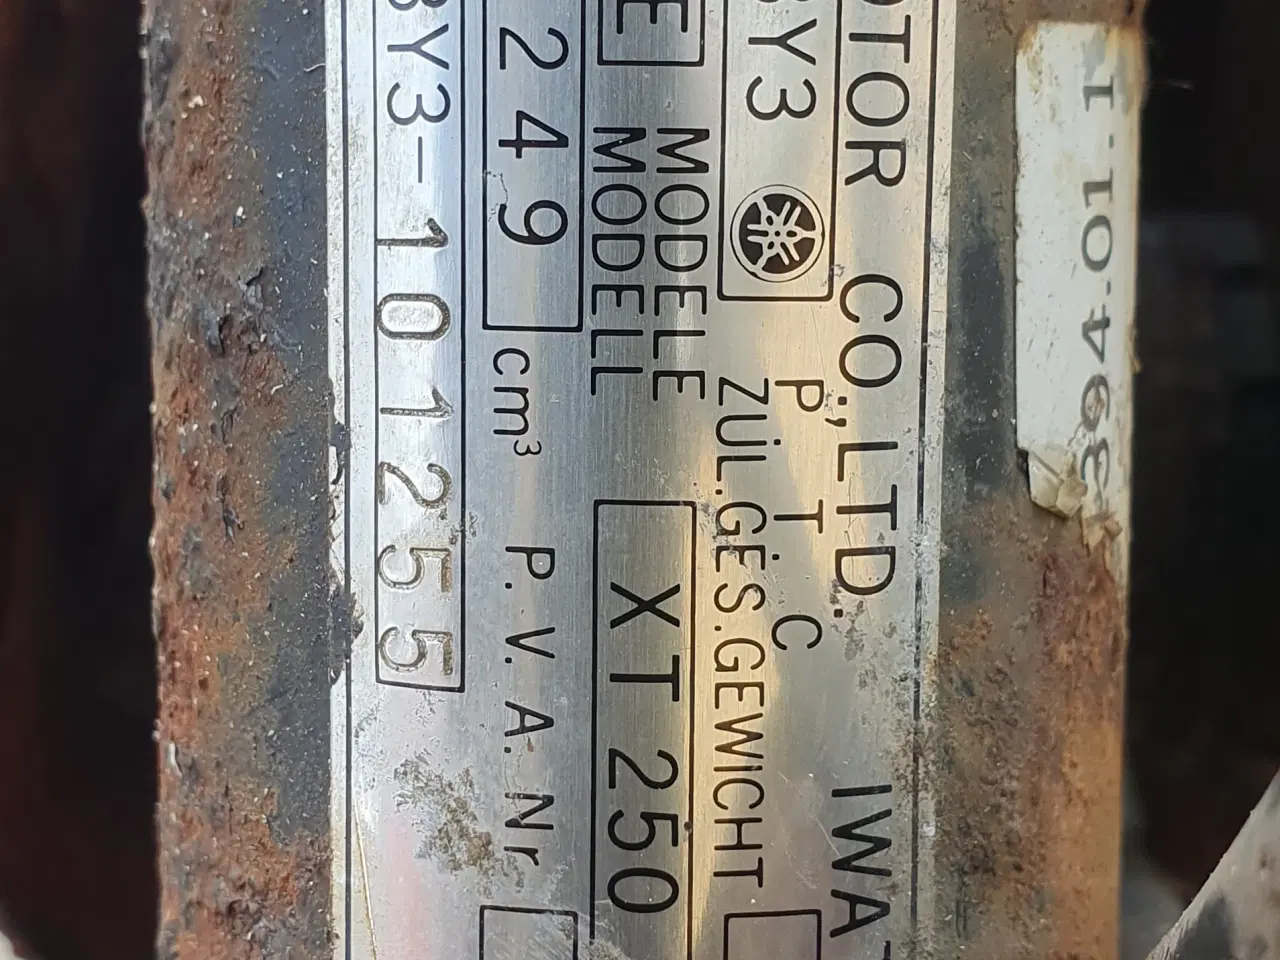 394.01.1
OTOR CO.,LTD. IWA
3Y3 P T C
ZUL.GES.GEWICHT
E MODELE
MODELL XT 250
249 cm³ P.V.A.Nr
3Y3-101255